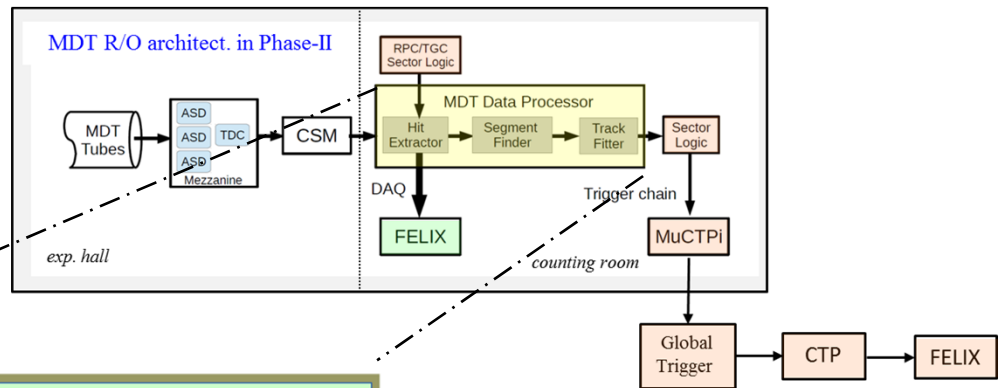 MDT R/O architect. in Phase-II
RPC/TGC
Sector Logic
MDT Data Processor
MDT
Tubes
ASD
ASD
ASD
TDC
Mezzanine
CSM
Hit
Extractor
Segment
Finder
Track
Fitter
Sector
Logic
DAQ
Trigger chain
FELIX
MuCTPi
exp. hall
counting room
Global
Trigger
CTP
FELIX